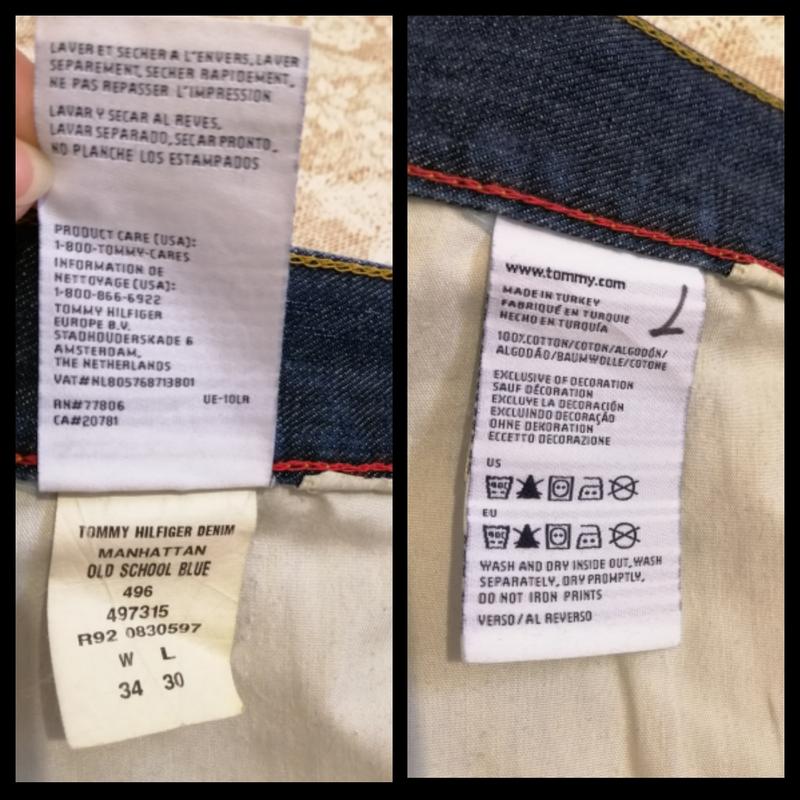 LAVER ET SECHER A L'ENVERS, LAVER
SEPAREMENT, SECHER RAPIDEMENT,
NE PAS REPASSER L'IMPRESSION
LAVAR Y SECAR AL REVES,
LAVAR SEPARADO, SECAR PRONTO,
NO PLANCHE LOS ESTAMPADOS
PRODUCT CARE (USA):
1-800-TOMMY-CARES
INFORMATION DE
NETTOYAGE (USA):
1-800-866-6922
TOMMY HILFIGER
EUROPE B.V.
STADHOUDERSKADE 6
AMSTERDAM,
THE NETHERLANDS
VAT#NL805768713B01
UE-10LR
RN#77806
CA#20781
TOMMY HILFIGER DENIM
MANHATTAN
OLD SCHOOL BLUE
496
497315
R92 0830597
W L
34 30
www.tommy.com
MADE IN TURKEY
FABRIQUÉ EN TURQUIE
HECHO EN TURQUÍA
100%COTTON/COTON/ALGODÓN/
ALGODÃO/BAUMWOLLE/COTONE
EXCLUSIVE OF DECORATION
SAUF DÉCORATION
EXCLUYE LA DECORACIÓN
EXCLUINDO DECORAÇÃO
OHNE DEKORATION
ECCETTO DECORAZIONE
US
EU
WASH AND DRY INSIDE OUT, WASH
SEPARATELY, DRY PROMPTLY,
DO NOT IRON PRINTS
VERSO/AL REVERSO